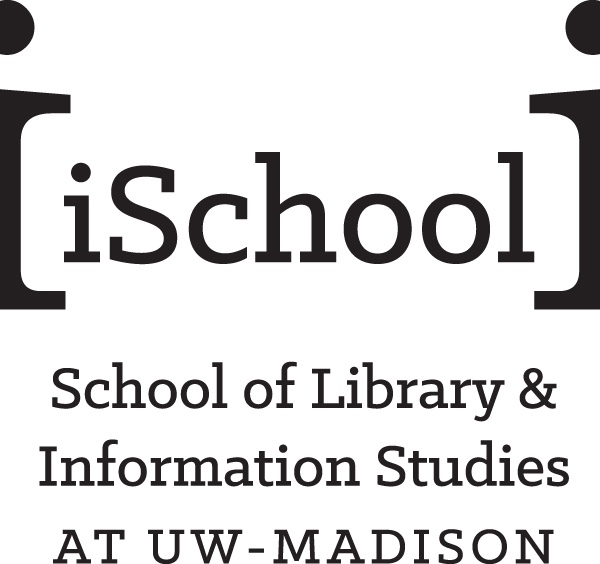 [iSchool]
School of Library &
Information Studies
AT UW-MADISON